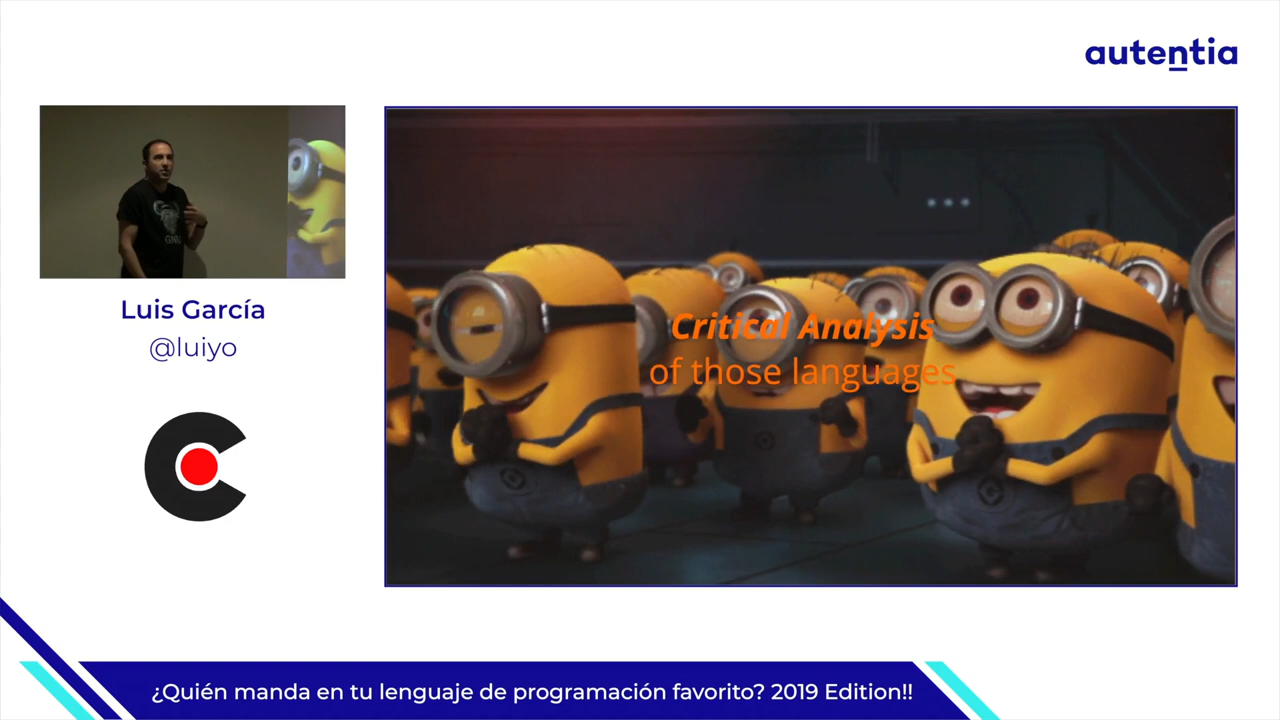 autentia
GNU
Luis García
@luiyo
Critical Analysis
of those languages
¿Quién manda en tu lenguaje de programación favorito? 2019 Edition!!